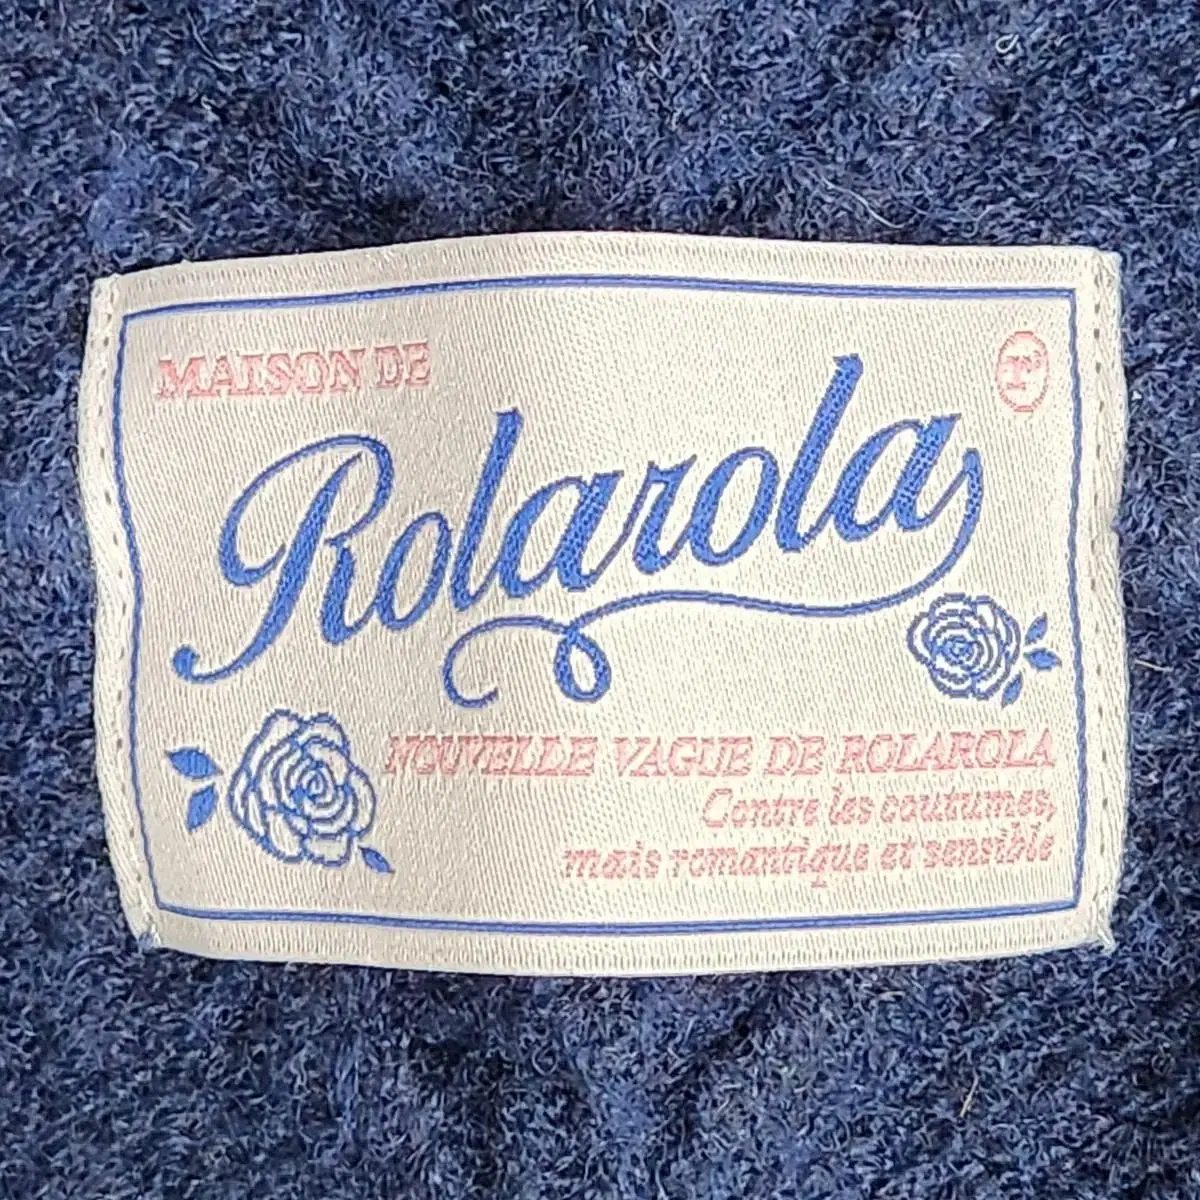 MAISON DE
r°
Rolarola
NOUVELLE VAGUE DE ROLAROLA
Contre les coutumes,
mais romantique et sensible